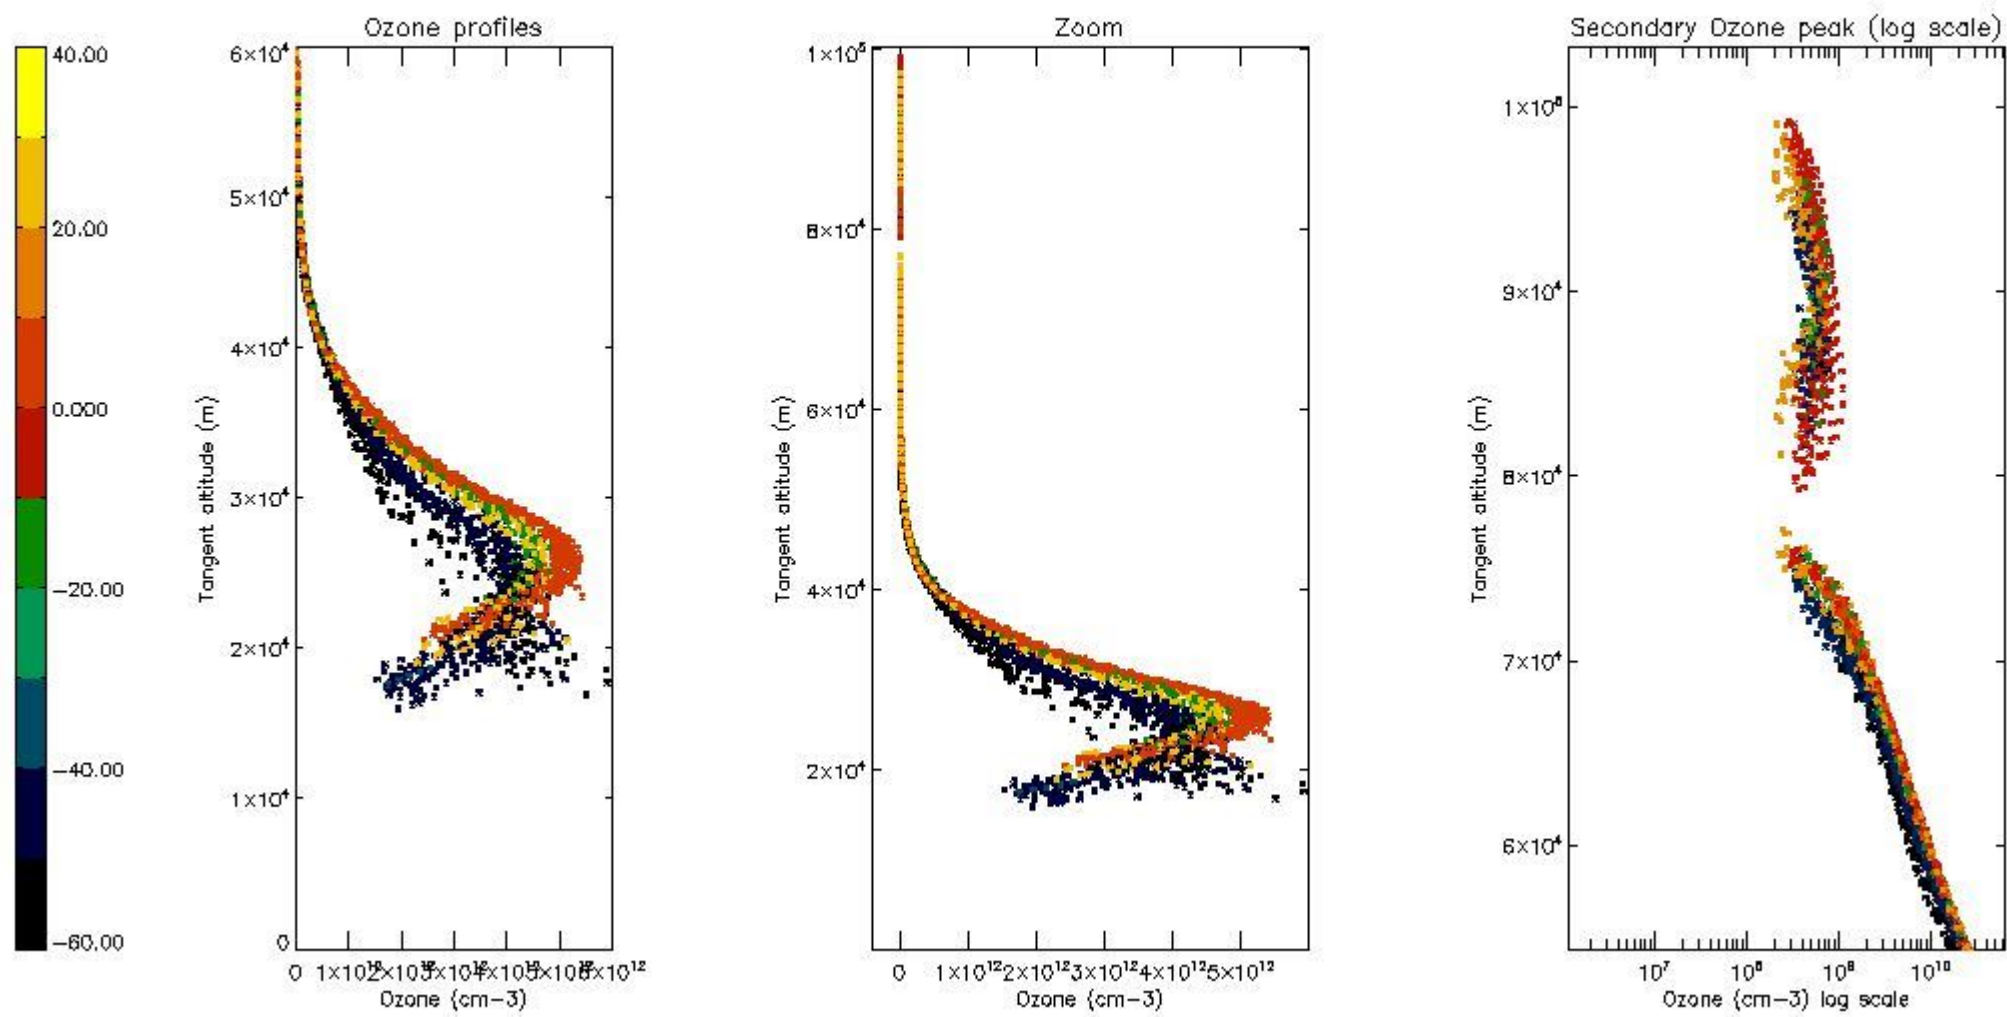 Ozone profiles
Zoom
Secondary Ozone peak (log scale)
40.00
20.00
0.000
−20.00
−40.00
−60.00
Tangent altitude (m)
6×10⁴
5×10⁴
4×10⁴
3×10⁴
2×10⁴
1×10⁴
0
0 1×10¹²
Ozone (cm−3)
Tangent altitude (m)
1×10⁵
8×10⁴
6×10⁴
4×10⁴
2×10⁴
0 1×10¹² 2×10¹² 3×10¹² 4×10¹² 5×10¹²
Ozone (cm−3)
Tangent altitude (m)
9×10⁴
8×10⁴
7×10⁴
6×10⁴
10⁷ 10⁸ 10⁹ 10¹⁰
Ozone (cm−3) log scale